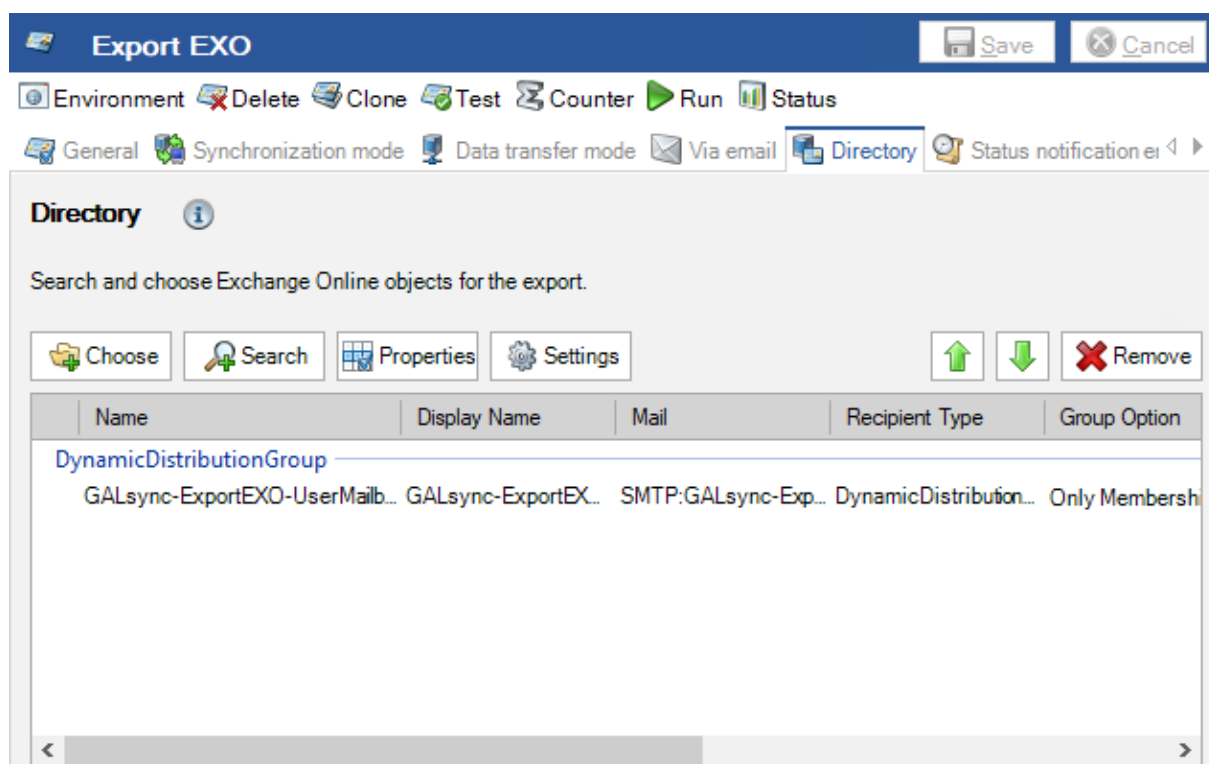 Export EXO Save Cancel
Environment Delete Clone Test Counter Run Status
General Synchronization mode Data transfer mode Via email Directory Status notification
Directory
Search and choose Exchange Online objects for the export.
Choose Search Properties Settings Remove
Name Display Name Mail Recipient Type Group Option
DynamicDistributionGroup
GALsync-ExportEXO-UserMailb... GALsync-ExportEX... SMTP:GALsync-Exp... DynamicDistribution... Only Membershi